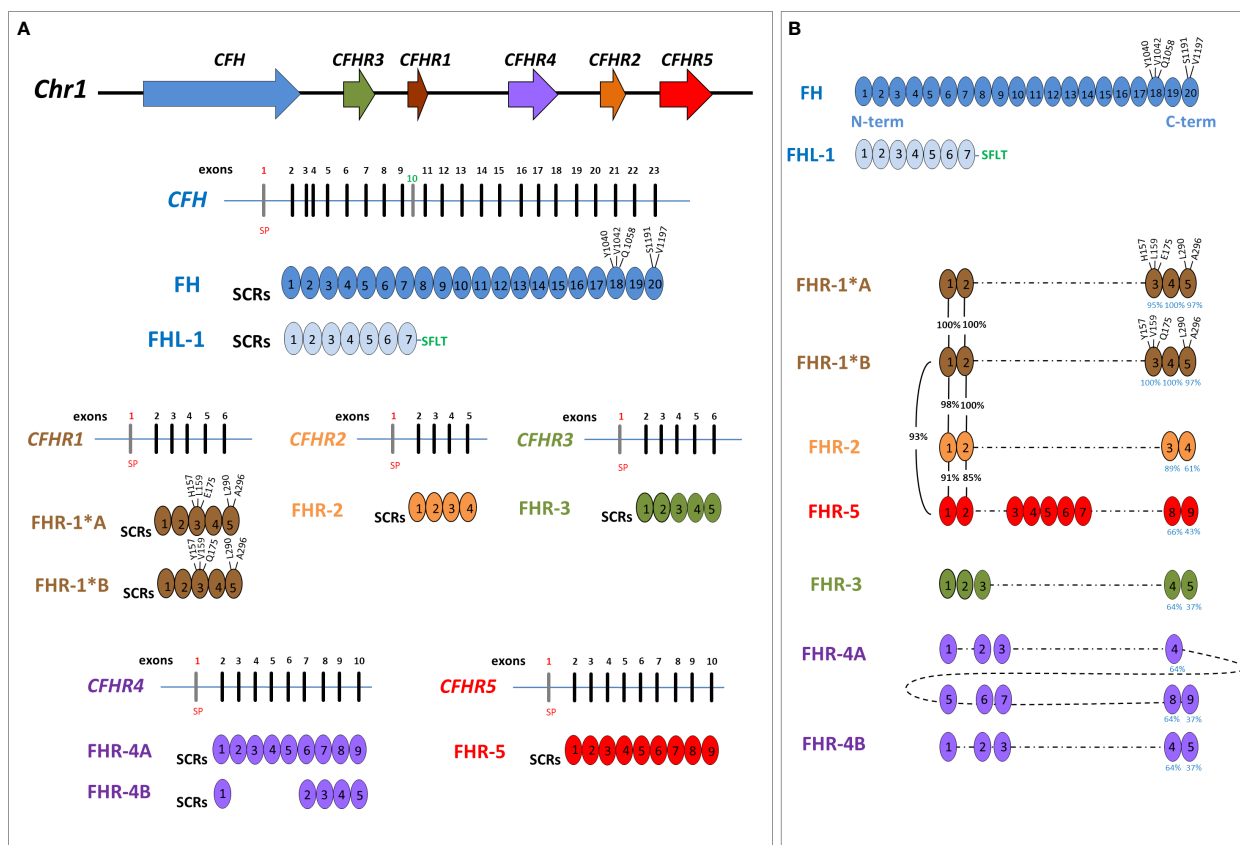 A
CFH CFHR3 CFHR1 CFHR4 CFHR2 CFHR5
Chr1
exons 1 2 3 4 5 6 7 8 9 10 11 12 13 14 15 16 17 18 19 20 21 22 23
CFH
SP
Y1040 V1042 Q1058 S1191 V1197
FH SCRs 1 2 3 4 5 6 7 8 9 10 11 12 13 14 15 16 17 18 19 20
FHL-1 SCRs 1 2 3 4 5 6 7 -SFLT
exons 1 2 3 4 5 6
CFHR1
SP
H157 L159 E175 L290 A296
FHR-1*A SCRs 1 2 3 4 5
Y157 V159 Q175 L290 A296
FHR-1*B SCRs 1 2 3 4 5
exons 1 2 3 4 5
CFHR2
SP
FHR-2 SCRs 1 2 3 4
exons 1 2 3 4 5 6
CFHR3
SP
FHR-3 SCRs 1 2 3 4 5
exons 1 2 3 4 5 6 7 8 9 10
CFHR4
SP
FHR-4A SCRs 1 2 3 4 5 6 7 8 9
FHR-4B SCRs 1 2 3 4 5
exons 1 2 3 4 5 6 7 8 9 10
CFHR5
SP
FHR-5 SCRs 1 2 3 4 5 6 7 8 9
B
Y1040 V1042 Q1058 S1191 V1197
FH 1 2 3 4 5 6 7 8 9 10 11 12 13 14 15 16 17 18 19 20
N-term C-term
FHL-1 1 2 3 4 5 6 7 -SFLT
H157 L159 E175 L290 A296
FHR-1*A 1 2 3 4 5
95% 100% 97%
100% 100%
Y157 V159 Q175 L290 A296
FHR-1*B 1 2 3 4 5
100% 100% 97%
98% 100%
93%
FHR-2 1 2 3 4
89% 61%
91% 85%
FHR-5 1 2 3 4 5 6 7 8 9
66% 43%
FHR-3 1 2 3 4 5
64% 37%
FHR-4A 1 2 3 4
64%
5 6 7 8 9
64% 37%
FHR-4B 1 2 3 4 5
64% 37%